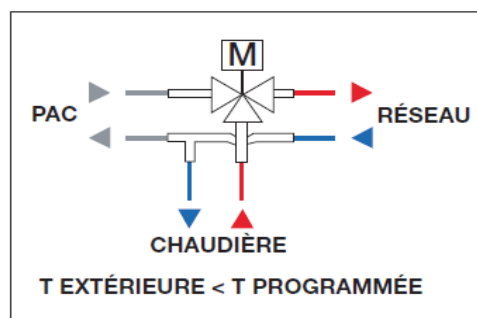 M
PAC
RÉSEAU
CHAUDIÈRE
T EXTÉRIEURE < T PROGRAMMÉE